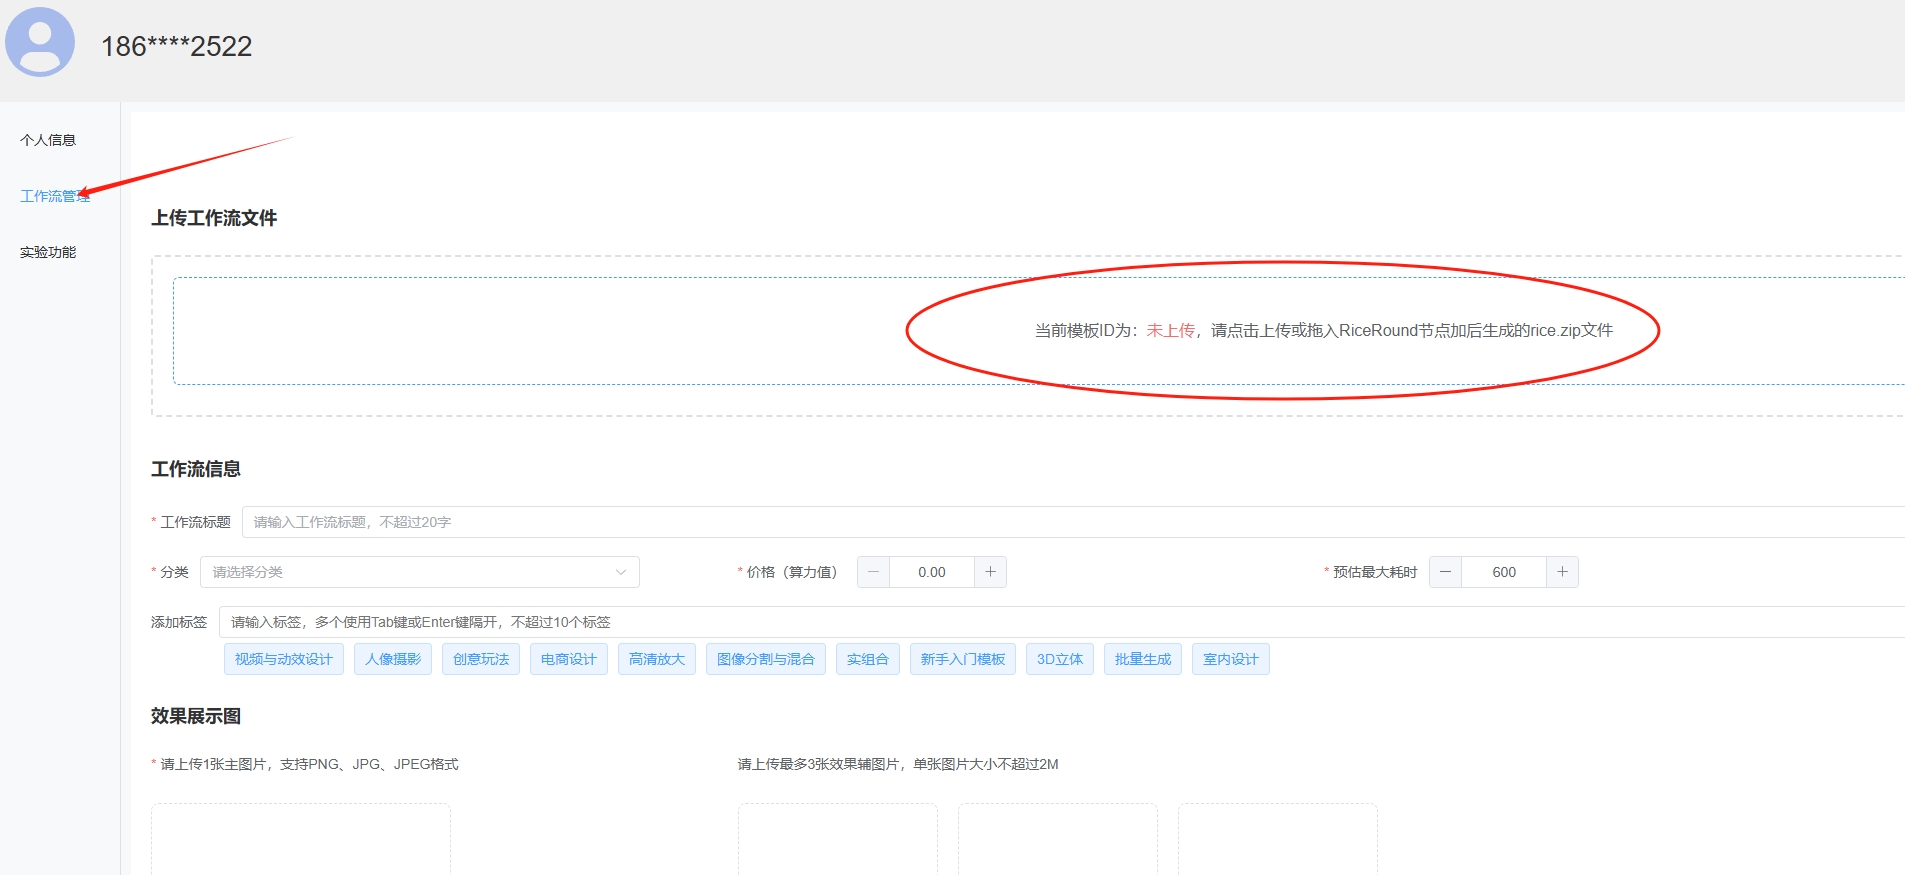 186****2522
个人信息
工作流管理
实验功能
上传工作流文件
当前模板ID为：未上传，请点击上传或拖入RiceRound节点加后生成的rice.zip文件
工作流信息
* 工作流标题 请输入工作流标题，不超过20字
* 分类 请选择分类 * 价格（算力值） 0.00 * 预估最大耗时 600
添加标签 请输入标签，多个使用Tab键或Enter键隔开，不超过10个标签
视频与动效设计 人像摄影 创意玩法 电商设计 高清放大 图像分割与混合 实组合 新手入门模板 3D立体 批量生成 室内设计
效果展示图
* 请上传1张主图片，支持PNG、JPG、JPEG格式 请上传最多3张效果辅图片，单张图片大小不超过2M